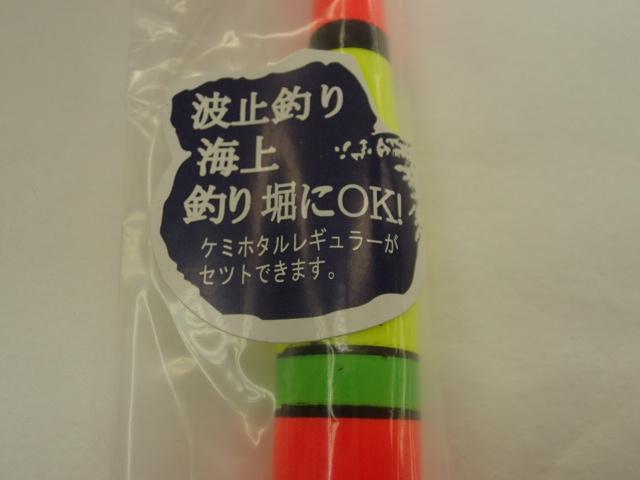 波止釣り
海上
釣り堀にOK!
ケミホタルレギュラーが
セットできます。